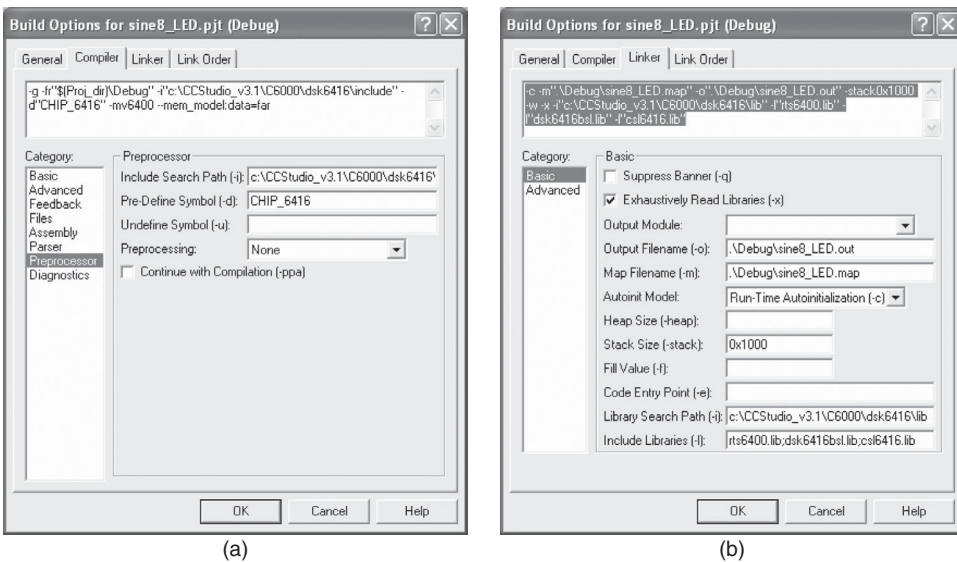 Build Options for sine8_LED.pjt (Debug)
General Compiler Linker Link Order
-g -fr"$(Proj_dir)\Debug" -i"c:\CCStudio_v3.1\C6000\dsk6416\include" -
d"CHIP_6416" -mv6400 --mem_model:data=far
Category:
Basic
Advanced
Feedback
Files
Assembly
Parser
Preprocessor
Diagnostics
Preprocessor
Include Search Path (-i): c:\CCStudio_v3.1\C6000\dsk6416\
Pre-Define Symbol (-d): CHIP_6416
Undefine Symbol (-u):
Preprocessing: None
Continue with Compilation (-ppa)
OK Cancel Help
(a)
Build Options for sine8_LED.pjt (Debug)
General Compiler Linker Link Order
-c -m".\Debug\sine8_LED.map" -o".\Debug\sine8_LED.out" -stack0x1000
-w -x -i"c:\CCStudio_v3.1\C6000\dsk6416\lib" -l"rts6400.lib" -
l"dsk6416bsl.lib" -l"csl6416.lib"
Category:
Basic
Advanced
Basic
Suppress Banner (-q)
Exhaustively Read Libraries (-x)
Output Module:
Output Filename (-o): .\Debug\sine8_LED.out
Map Filename (-m): .\Debug\sine8_LED.map
Autoinit Model: Run-Time Autoinitialization (-c)
Heap Size (-heap):
Stack Size (-stack): 0x1000
Fill Value (-f):
Code Entry Point (-e):
Library Search Path (-i): c:\CCStudio_v3.1\C6000\dsk6416\lib
Include Libraries (-l): rts6400.lib;dsk6416bsl.lib;csl6416.lib
OK Cancel Help
(b)